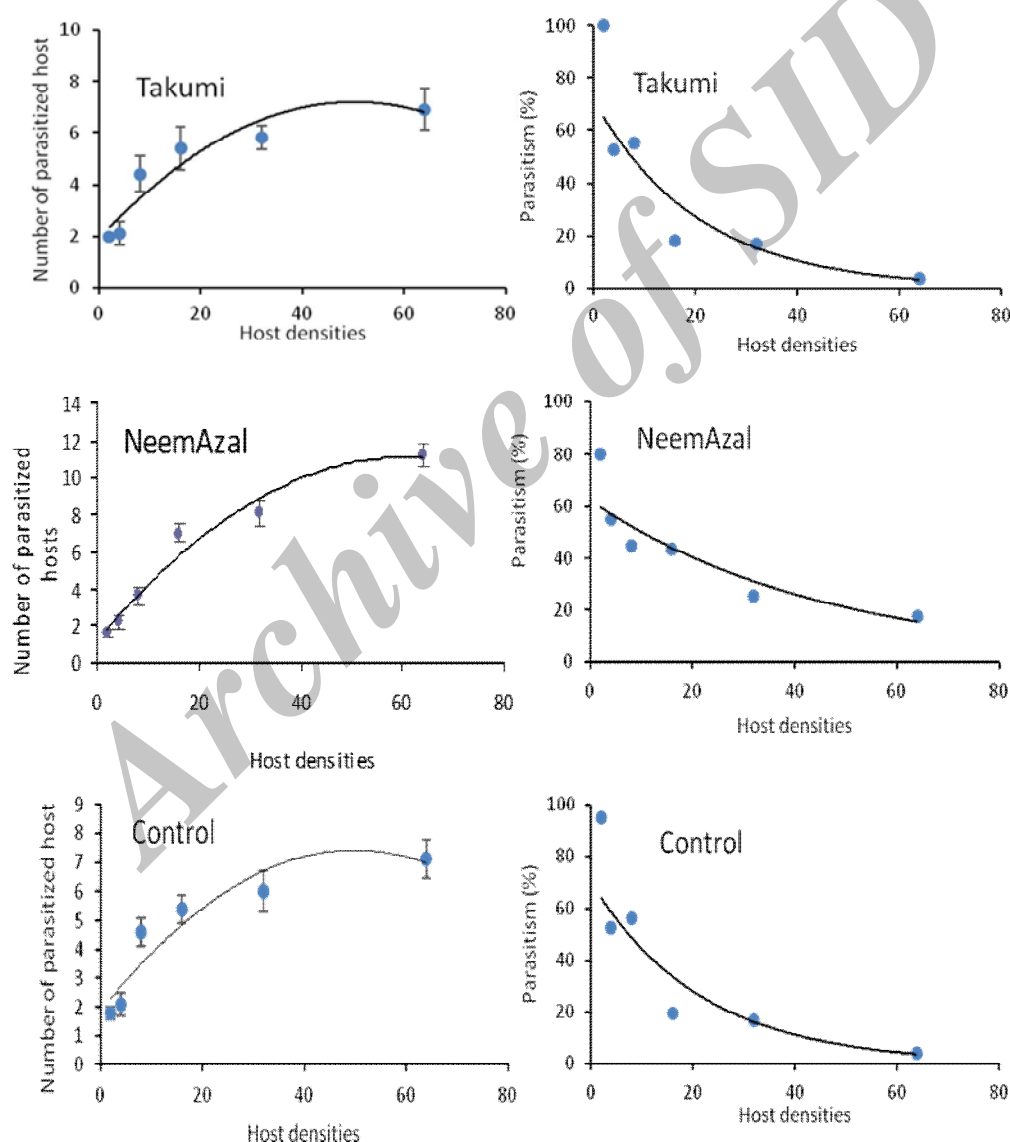 Takumi
Number of parasitized host
10
8
6
4
2
0
0 20 40 60 80
Host densities
Takumi
Parasitism (%)
100
80
60
40
20
0
0 20 40 60 80
Host densities
NeemAzal
Number of parasitized
hosts
14
12
10
8
6
4
2
0
0 20 40 60 80
Host densities
NeemAzal
Parasitism (%)
100
80
60
40
20
0
0 20 40 60 80
Host densities
Control
Number of parasitized host
9
8
7
6
5
4
3
2
1
0
0 20 40 60 80
Host densities
Control
Parasitism (%)
100
80
60
40
20
0
0 20 40 60 80
Host densities
Archive of SID